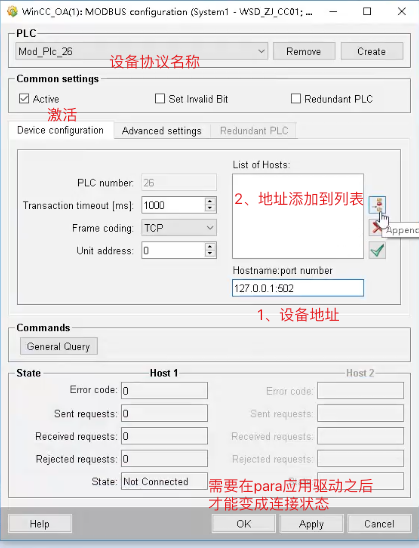 WinCC_OA(1): MODBUS configuration (System1 - WSD_ZJ_CC01;
PLC
Mod_Plc_26
Remove
Create
设备协议名称
Common settings
Active
Set Invalid Bit
Redundant PLC
激活
Device configuration
Advanced settings
Redundant PLC
List of Hosts:
PLC number:
26
Transaction timeout [ms]:
1000
2、地址添加到列表
Frame coding:
TCP
Append
Unit address:
0
Hostname:port number
127.0.0.1:502
1、设备地址
Commands
General Query
State
Host 1
Host 2
Error code:
0
Error code:
Sent requests:
0
Sent requests:
Received requests:
0
Received requests:
Rejected requests:
0
Rejected requests:
State:
Not Connected
State:
需要在para应用驱动之后
才能变成连接状态
Help
OK
Apply
Cancel